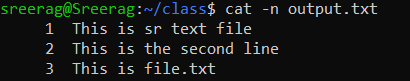 sreerag@Sreerag:~/class$ cat -n output.txt
     1  This is sr text file
     2  This is the second line
     3  This is file.txt